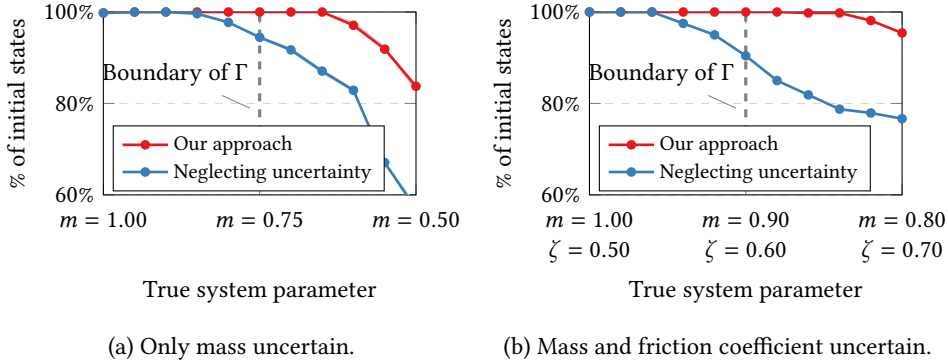 % of initial states
100%
80%
60%
Boundary of Γ
Our approach
Neglecting uncertainty
m = 1.00
m = 0.75
m = 0.50
True system parameter
(a) Only mass uncertain.
% of initial states
100%
80%
60%
Boundary of Γ
Our approach
Neglecting uncertainty
m = 1.00
m = 0.90
m = 0.80
ζ = 0.50
ζ = 0.60
ζ = 0.70
True system parameter
(b) Mass and friction coefficient uncertain.